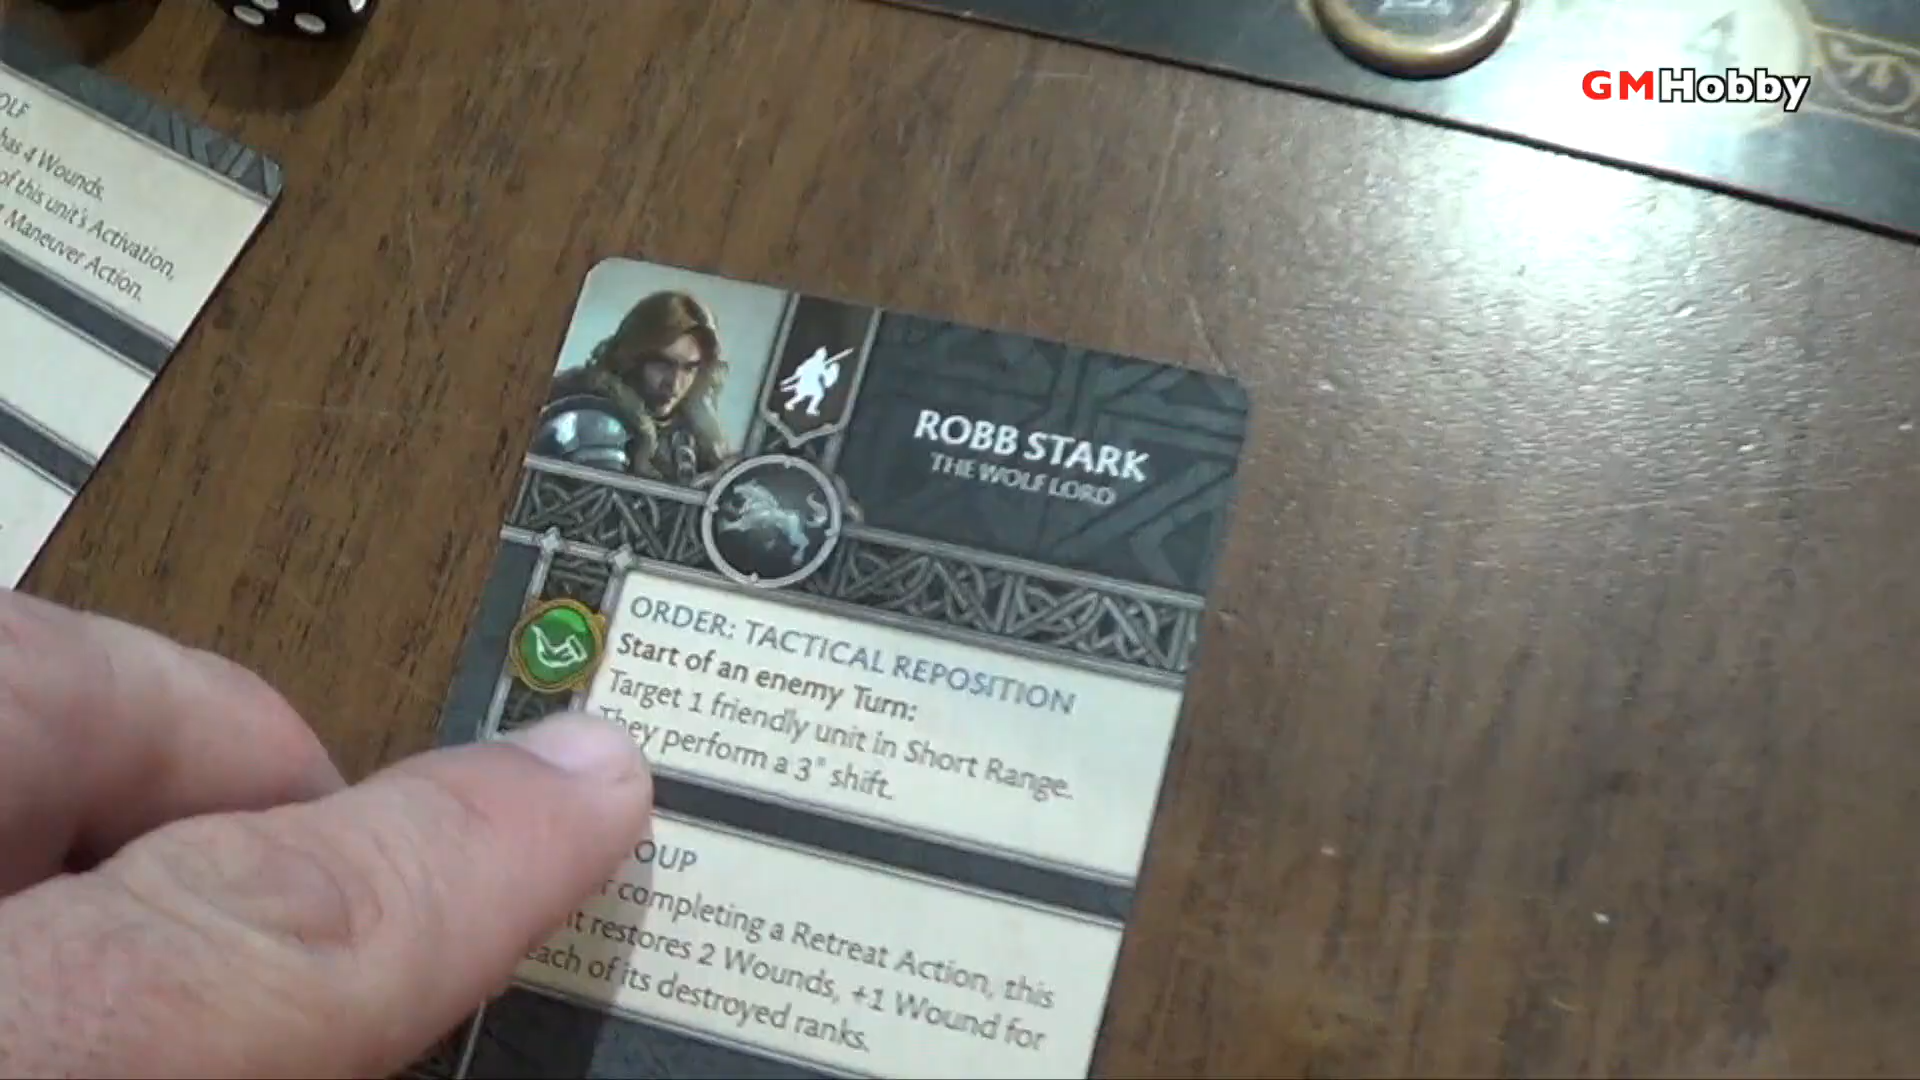 GMHobby
OLF
has 4 Wounds.
of this unit's Activation,
Maneuver Action.
ROBB STARK
THE WOLF LORD
ORDER: TACTICAL REPOSITION
Start of an enemy Turn:
Target 1 friendly unit in Short Range.
They perform a 3" shift.
OUP
completing a Retreat Action, this
restores 2 Wounds, +1 Wound for
each of its destroyed ranks.